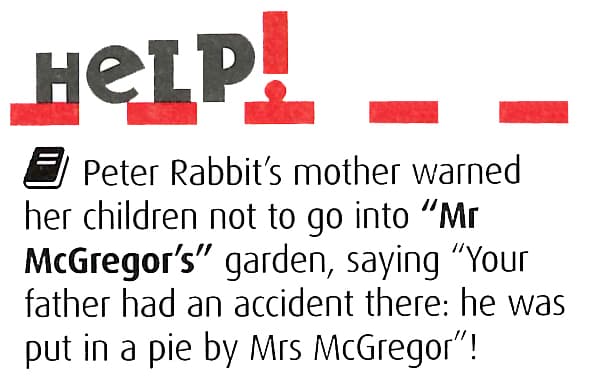 HeLP!
Peter Rabbit's mother warned
her children not to go into "Mr
McGregor's" garden, saying "Your
father had an accident there: he was
put in a pie by Mrs McGregor"!